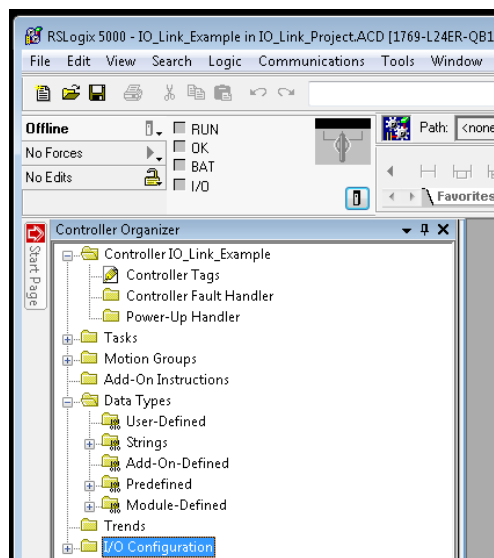 RSLogix 5000 - IO_Link_Example in IO_Link_Project.ACD [1769-L24ER-QB1
File Edit View Search Logic Communications Tools Window
Offline
RUN
Path: <none
No Forces
OK
No Edits
BAT
I/O
Favorites
Start Page
Controller Organizer
Controller IO_Link_Example
Controller Tags
Controller Fault Handler
Power-Up Handler
Tasks
Motion Groups
Add-On Instructions
Data Types
User-Defined
Strings
Add-On-Defined
Predefined
Module-Defined
Trends
I/O Configuration